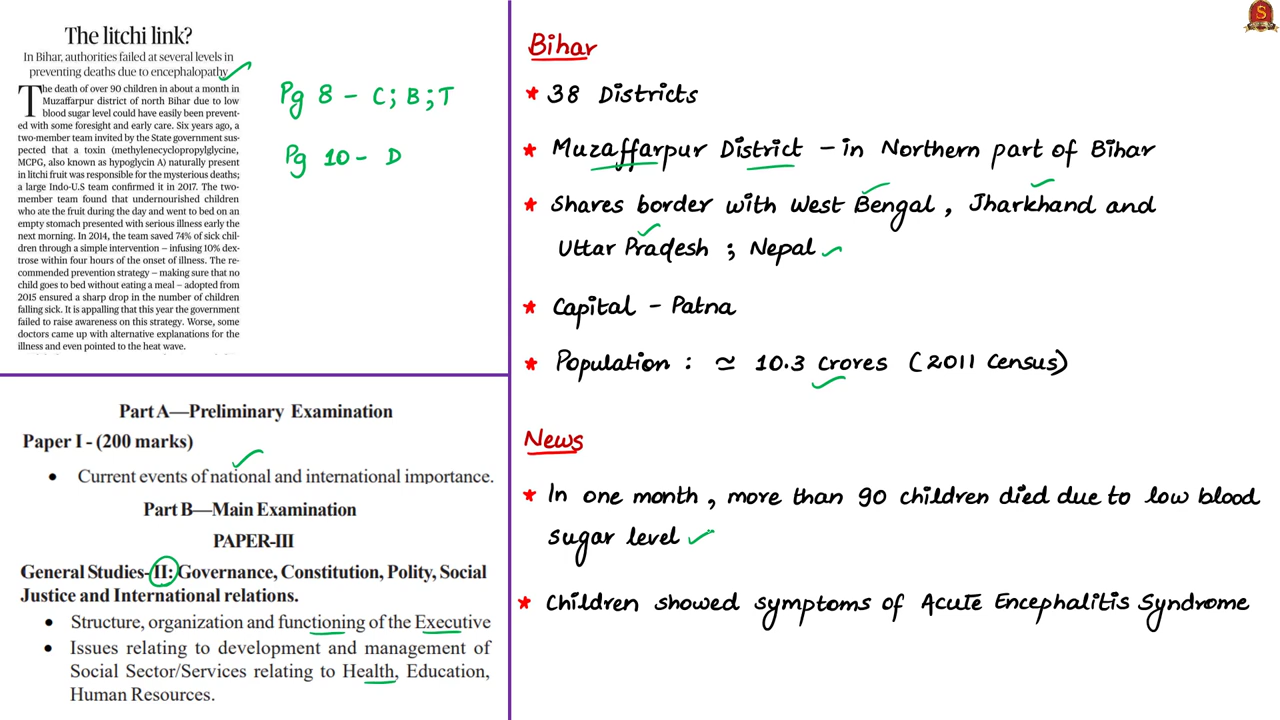 The litchi link?
In Bihar, authorities failed at several levels in
preventing deaths due to encephalopathy
The death of over 90 children in about a month in
Muzaffarpur district of north Bihar due to low
blood sugar level could have easily been prevent-
ed with some foresight and early care. Six years ago, a
two-member team invited by the State government sus-
pected that a toxin (methylenecyclopropylglycine,
MCPG, also known as hypoglycin A) naturally present
in litchi fruit was responsible for the mysterious deaths;
a large Indo-U.S team confirmed it in 2017. The two-
member team found that undernourished children
who ate the fruit during the day and went to bed on an
empty stomach presented with serious illness early the
next morning. In 2014, the team saved 74% of sick chil-
dren through a simple intervention – infusing 10% dex-
trose within four hours of the onset of illness. The re-
commended prevention strategy – making sure that no
child goes to bed without eating a meal – adopted from
2015 ensured a sharp drop in the number of children
falling sick. It is appalling that this year the government
failed to raise awareness on this strategy. Worse, some
doctors came up with alternative explanations for the
illness and even pointed to the heat wave.
Pg 8 - C; B; T
Pg 10 - D
Part A—Preliminary Examination
Paper I - (200 marks)
• Current events of national and international importance.
Part B—Main Examination
PAPER-III
General Studies-II: Governance, Constitution, Polity, Social
Justice and International relations.
• Structure, organization and functioning of the Executive
• Issues relating to development and management of
Social Sector/Services relating to Health, Education,
Human Resources.
Bihar
* 38 Districts
* Muzaffarpur District - in Northern part of Bihar
* Shares border with West Bengal, Jharkhand and
Uttar Pradesh ; Nepal
* Capital - Patna
* Population : ≃ 10.3 crores (2011 Census)
News
* In one month, more than 90 children died due to low blood
sugar level
* Children showed symptoms of Acute Encephalitis Syndrome